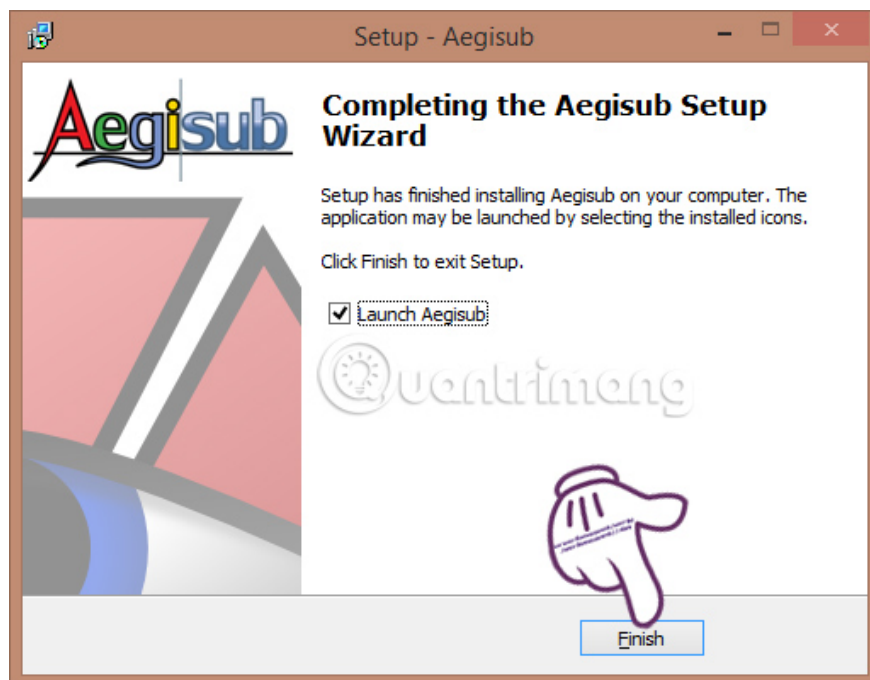 Setup - Aegisub
Aegisub
Completing the Aegisub Setup
Wizard
Setup has finished installing Aegisub on your computer. The
application may be launched by selecting the installed icons.
Click Finish to exit Setup.
Launch Aegisub
Quantrimang
Finish